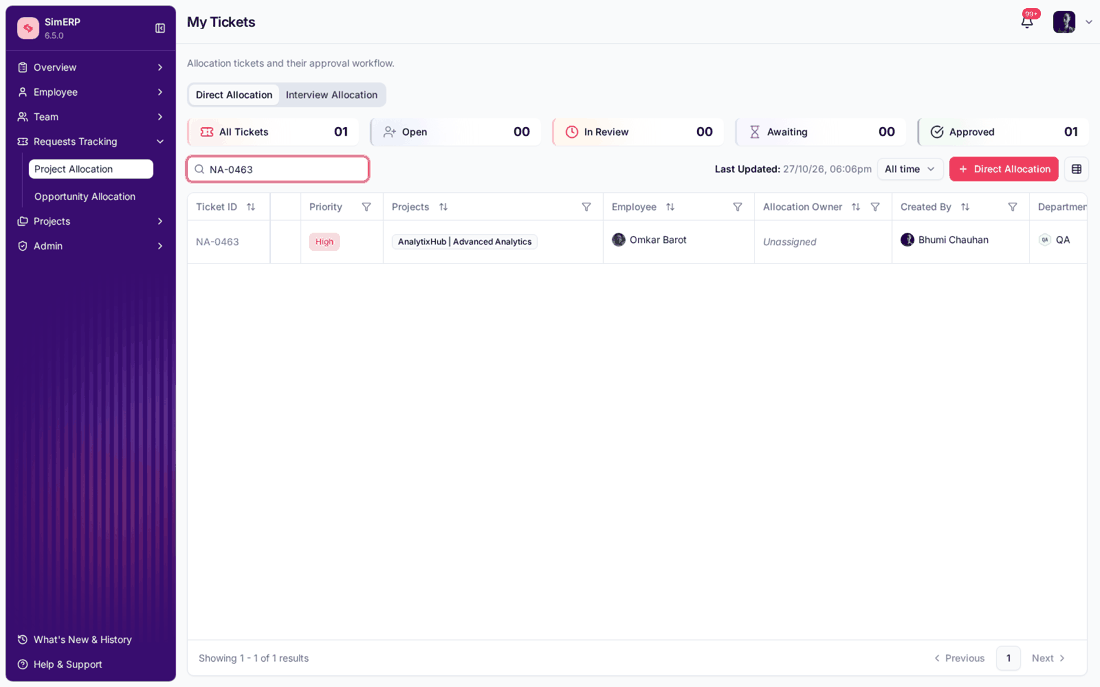 SimERP
6.5.0
Overview
Employee
Team
Requests Tracking
Project Allocation
Opportunity Allocation
Projects
Admin
What's New & History
Help & Support
My Tickets
99+
Allocation tickets and their approval workflow.
Direct Allocation Interview Allocation
All Tickets 01 Open 00 In Review 00 Awaiting 00 Approved 01
NA-0463 Last Updated: 27/10/26, 06:06pm All time + Direct Allocation
Ticket ID Priority Projects Employee Allocation Owner Created By Departmen
NA-0463 High AnalytixHub | Advanced Analytics Omkar Barot Unassigned Bhumi Chauhan QA QA
Showing 1 - 1 of 1 results Previous 1 Next